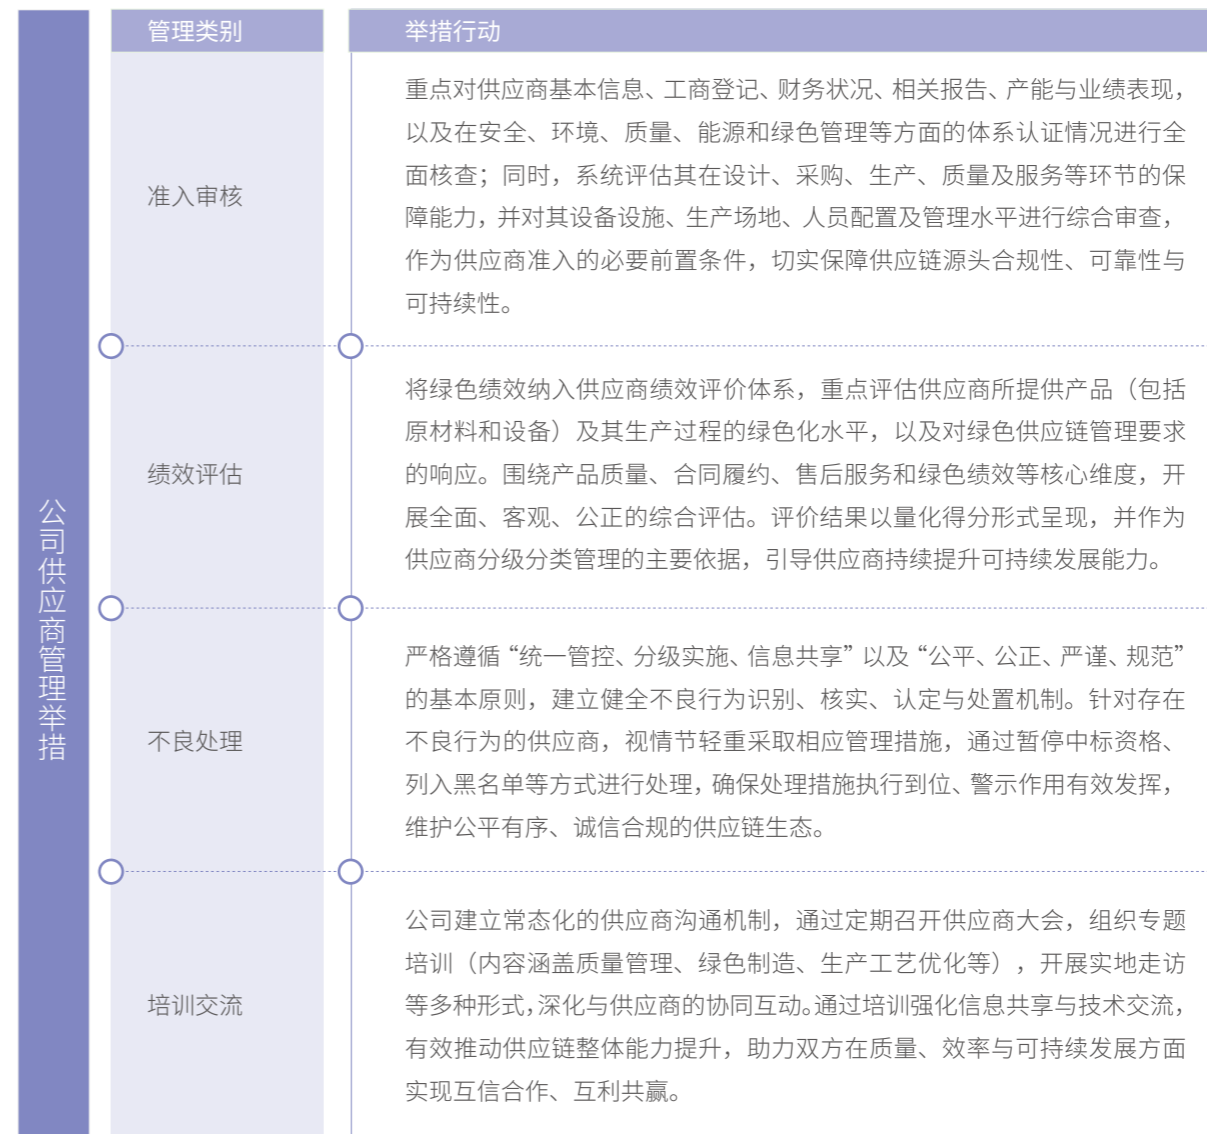 公司供应商管理举措
管理类别
举措行动
准入审核
重点对供应商基本信息、工商登记、财务状况、相关报告、产能与业绩表现，
以及在安全、环境、质量、能源和绿色管理等方面的体系认证情况进行全
面核查；同时，系统评估其在设计、采购、生产、质量及服务等环节的保
障能力，并对其设备设施、生产场地、人员配置及管理水平进行综合审查，
作为供应商准入的必要前置条件，切实保障供应链源头合规性、可靠性与
可持续性。
绩效评估
将绿色绩效纳入供应商绩效评价体系，重点评估供应商所提供产品（包括
原材料和设备）及其生产过程的绿色化水平，以及对绿色供应链管理要求
的响应。围绕产品质量、合同履约、售后服务和绿色绩效等核心维度，开
展全面、客观、公正的综合评估。评价结果以量化得分形式呈现，并作为
供应商分级分类管理的主要依据，引导供应商持续提升可持续发展能力。
不良处理
严格遵循“统一管控、分级实施、信息共享”以及“公平、公正、严谨、规范”
的基本原则，建立健全不良行为识别、核实、认定与处置机制。针对存在
不良行为的供应商，视情节轻重采取相应管理措施，通过暂停中标资格、
列入黑名单等方式进行处理，确保处理措施执行到位、警示作用有效发挥，
维护公平有序、诚信合规的供应链生态。
培训交流
公司建立常态化的供应商沟通机制，通过定期召开供应商大会，组织专题
培训（内容涵盖质量管理、绿色制造、生产工艺优化等），开展实地走访
等多种形式，深化与供应商的协同互动。通过培训强化信息共享与技术交流，
有效推动供应链整体能力提升，助力双方在质量、效率与可持续发展方面
实现互信合作、互利共赢。